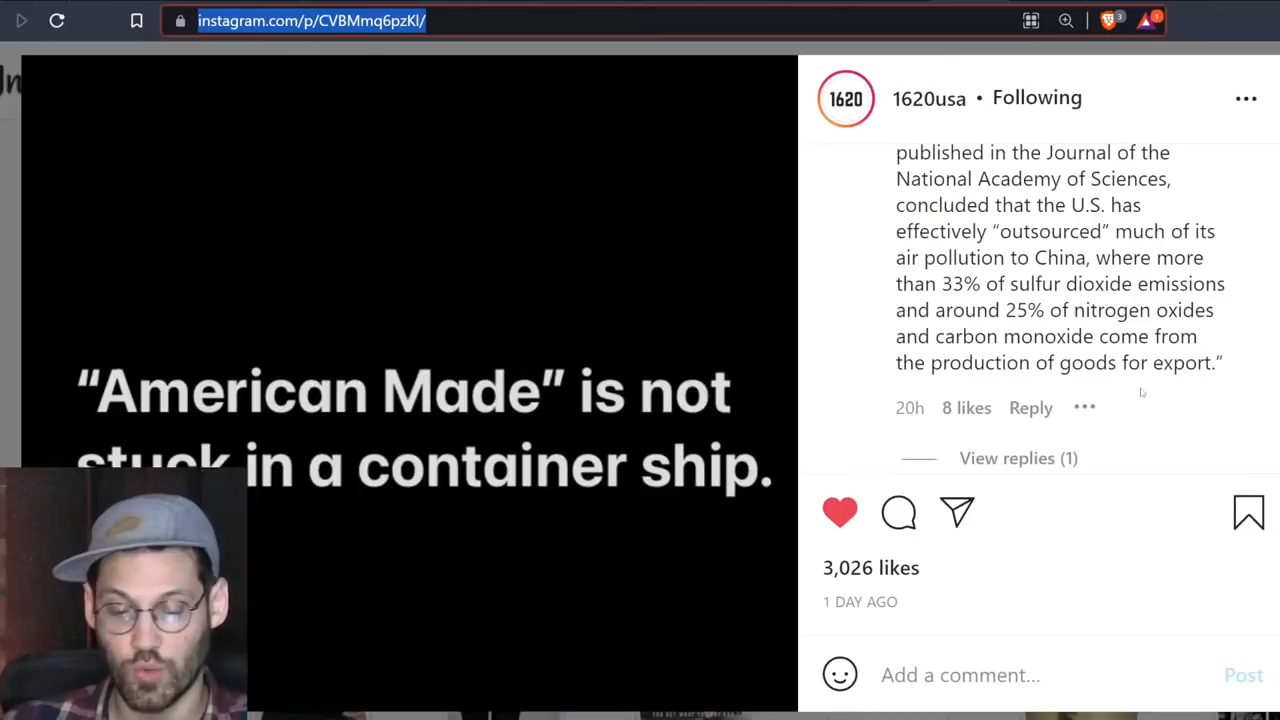 instagram.com/p/CVBMmq6pzKl/
3
1
1620
1620usa • Following
published in the Journal of the
National Academy of Sciences,
concluded that the U.S. has
effectively “outsourced” much of its
air pollution to China, where more
than 33% of sulfur dioxide emissions
and around 25% of nitrogen oxides
and carbon monoxide come from
the production of goods for export.”
20h 8 likes Reply
View replies (1)
“American Made” is not
stuck in a container ship.
3,026 likes
1 DAY AGO
Add a comment...
Post